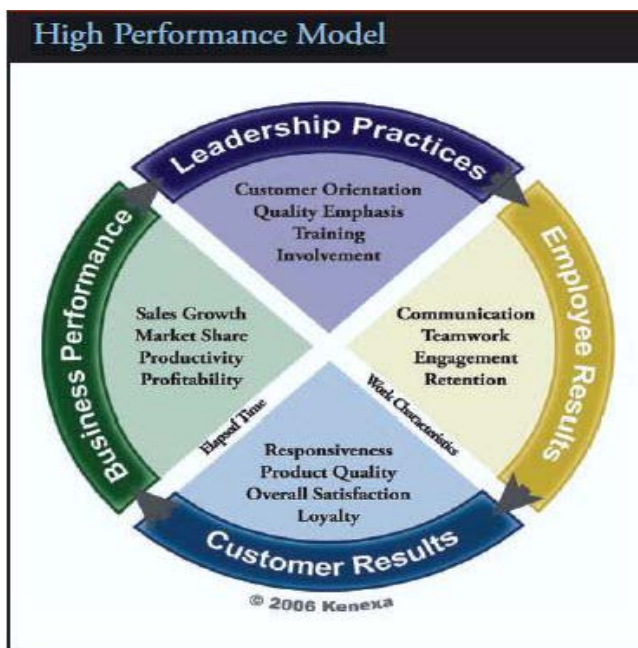 High Performance Model
Leadership Practices
Customer Orientation
Quality Emphasis
Training
Involvement
Employee Results
Communication
Teamwork
Engagement
Retention
Work Characteristics
Customer Results
Responsiveness
Product Quality
Overall Satisfaction
Loyalty
Elapsed Time
Business Performance
Sales Growth
Market Share
Productivity
Profitability
© 2006 Kenexa